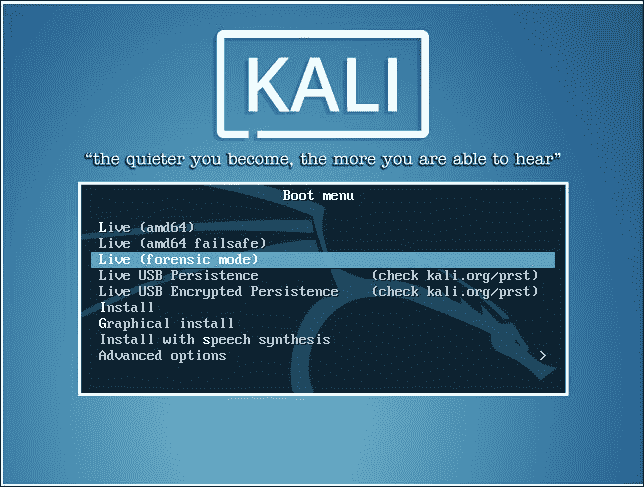 KALI
“the quieter you become, the more you are able to hear”
Boot menu
Live (amd64)
Live (amd64 failsafe)
Live (forensic mode)
Live USB Persistence (check kali.org/prst)
Live USB Encrypted Persistence (check kali.org/prst)
Install
Graphical install
Install with speech synthesis
Advanced options >